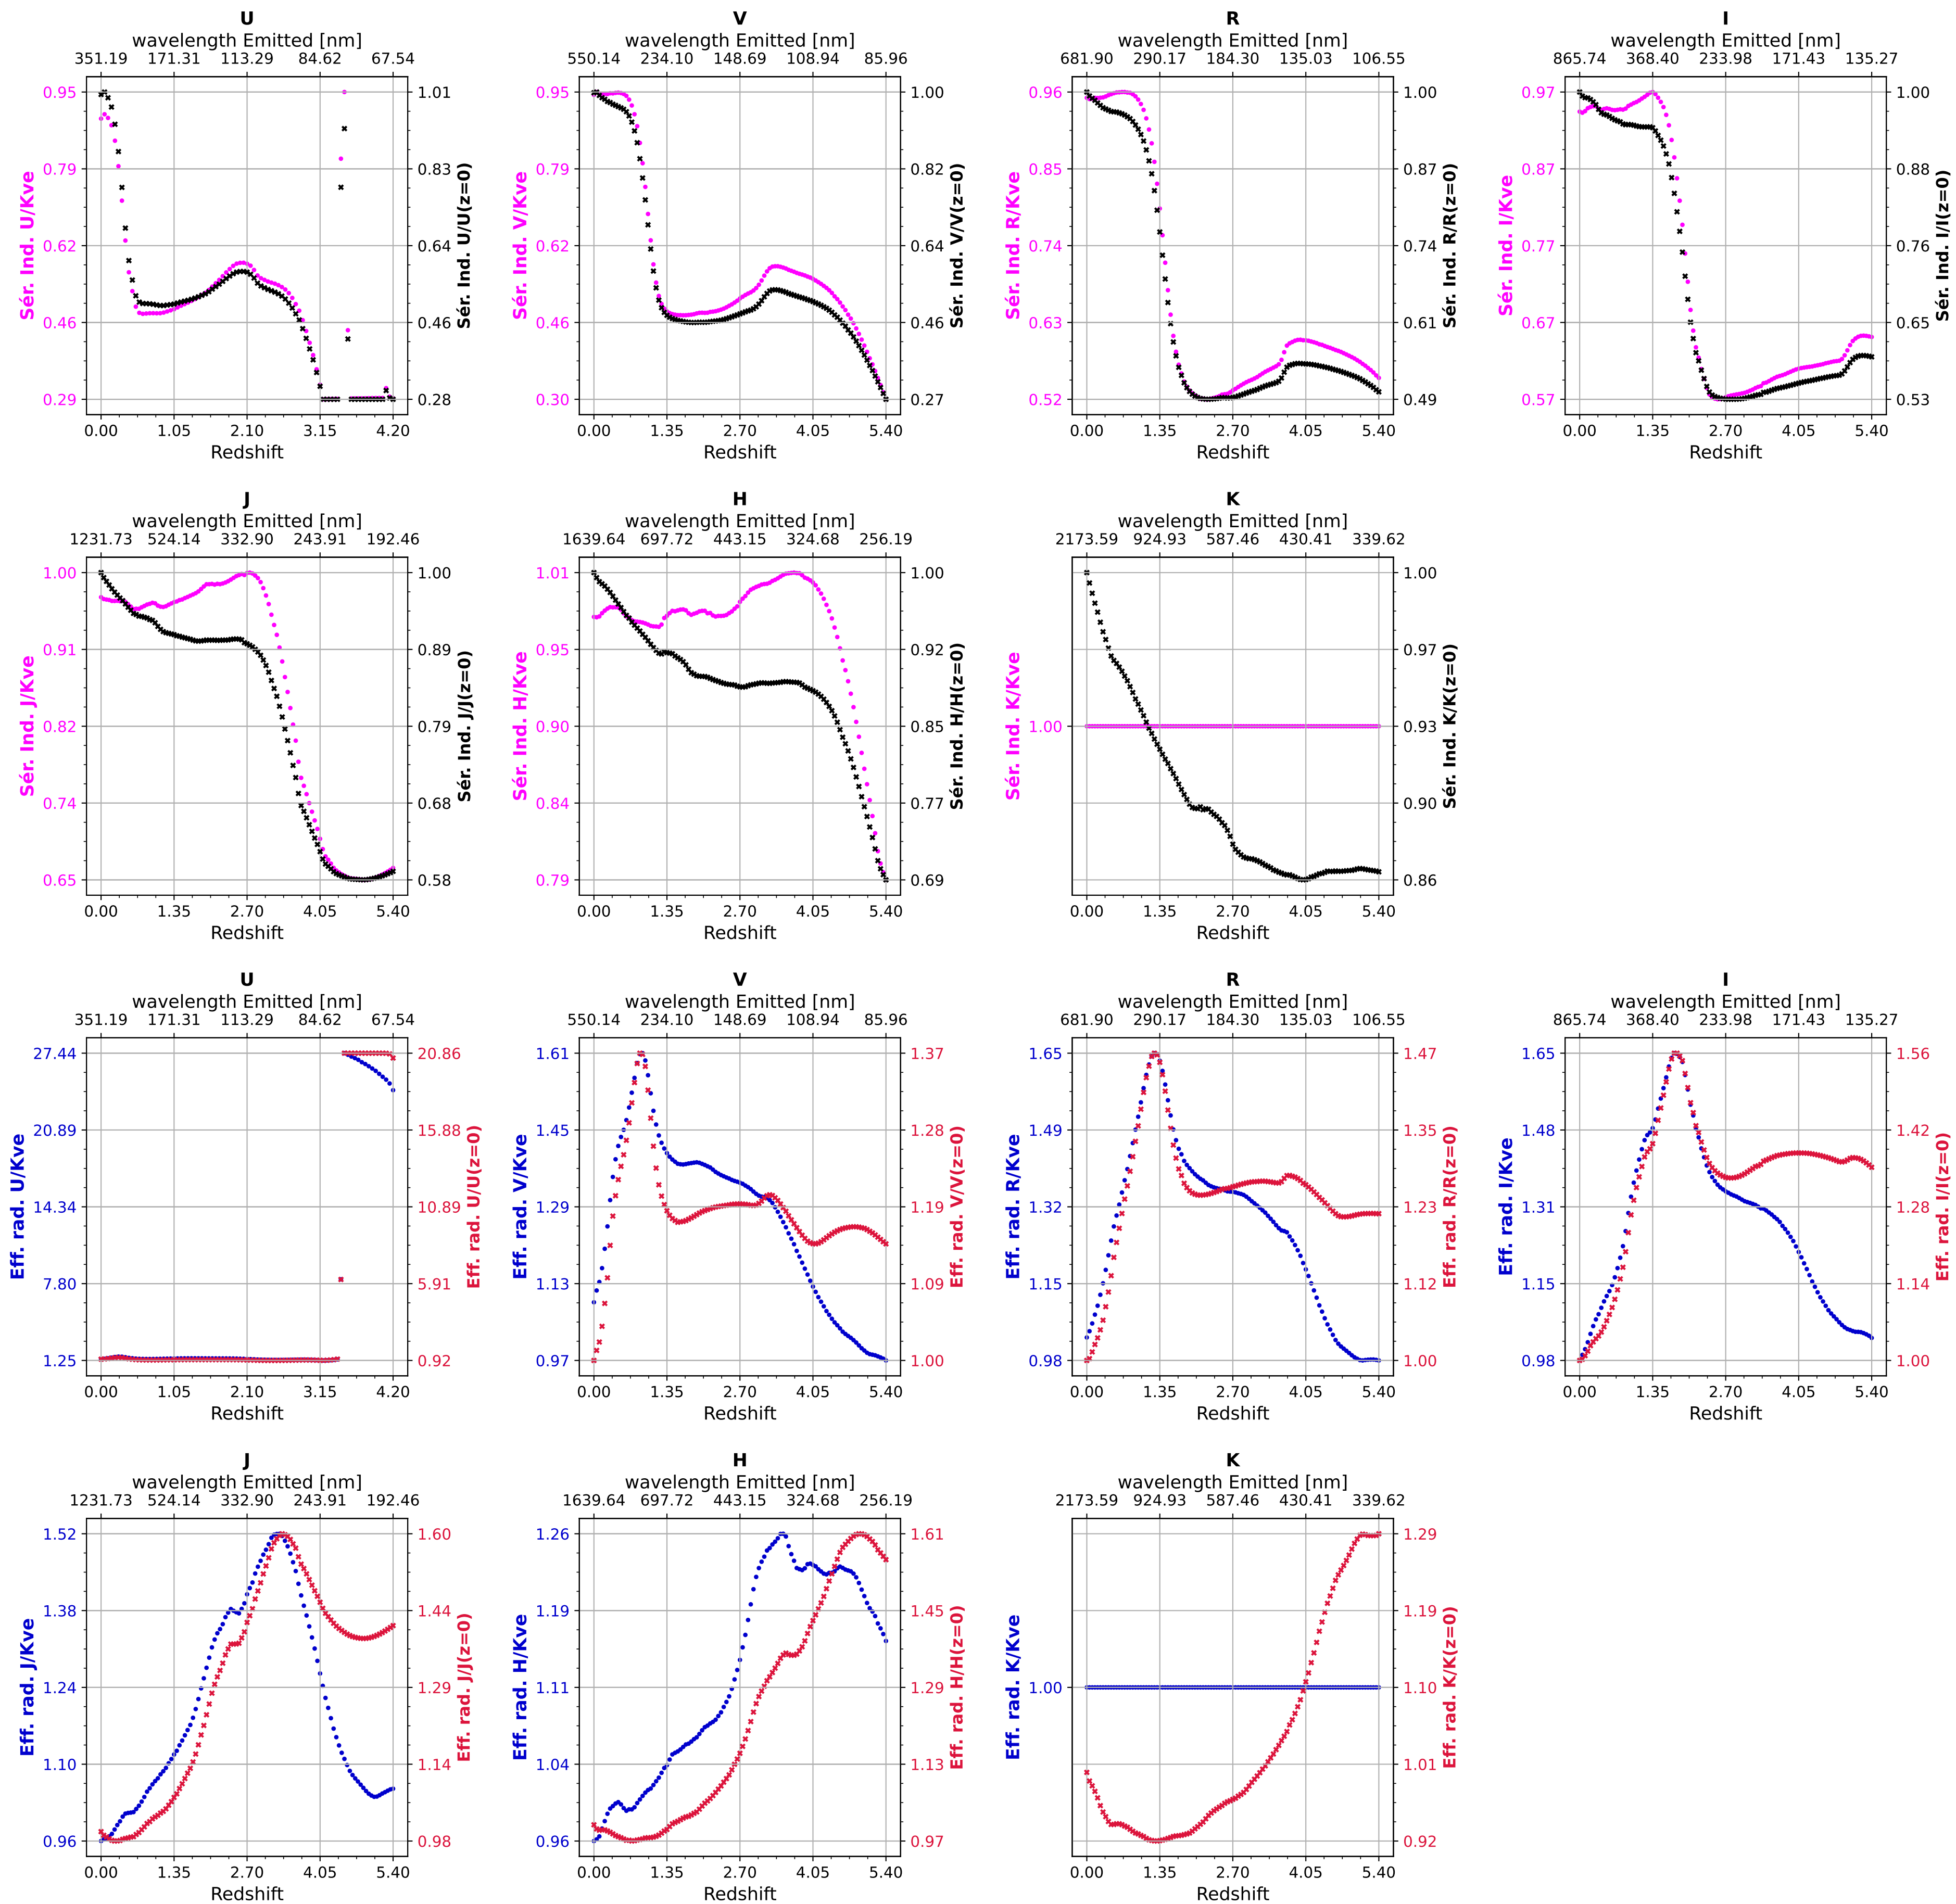 U
wavelength Emitted [nm]
351.19 171.31 113.29 84.62 67.54
Sér. Ind. U/Kve
0.95 0.79 0.62 0.46 0.29
1.01 0.83 0.64 0.46 0.28
Sér. Ind. U/U(z=0)
0.00 1.05 2.10 3.15 4.20
Redshift
V
wavelength Emitted [nm]
550.14 234.10 148.69 108.94 85.96
Sér. Ind. V/Kve
0.95 0.79 0.62 0.46 0.30
1.00 0.82 0.64 0.46 0.27
Sér. Ind. V/V(z=0)
0.00 1.35 2.70 4.05 5.40
Redshift
R
wavelength Emitted [nm]
681.90 290.17 184.30 135.03 106.55
Sér. Ind. R/Kve
0.96 0.85 0.74 0.63 0.52
1.00 0.87 0.74 0.61 0.49
Sér. Ind. R/R(z=0)
0.00 1.35 2.70 4.05 5.40
Redshift
I
wavelength Emitted [nm]
865.74 368.40 233.98 171.43 135.27
Sér. Ind. I/Kve
0.97 0.87 0.77 0.67 0.57
1.00 0.88 0.76 0.65 0.53
Sér. Ind. I/I(z=0)
0.00 1.35 2.70 4.05 5.40
Redshift
J
wavelength Emitted [nm]
1231.73 524.14 332.90 243.91 192.46
Sér. Ind. J/Kve
1.00 0.91 0.82 0.74 0.65
1.00 0.89 0.79 0.68 0.58
Sér. Ind. J/J(z=0)
0.00 1.35 2.70 4.05 5.40
Redshift
H
wavelength Emitted [nm]
1639.64 697.72 443.15 324.68 256.19
Sér. Ind. H/Kve
1.01 0.95 0.90 0.84 0.79
1.00 0.92 0.85 0.77 0.69
Sér. Ind. H/H(z=0)
0.00 1.35 2.70 4.05 5.40
Redshift
K
wavelength Emitted [nm]
2173.59 924.93 587.46 430.41 339.62
Sér. Ind. K/Kve
1.00
1.00 0.97 0.93 0.90 0.86
Sér. Ind. K/K(z=0)
0.00 1.35 2.70 4.05 5.40
Redshift
U
wavelength Emitted [nm]
351.19 171.31 113.29 84.62 67.54
Eff. rad. U/Kve
27.44 20.89 14.34 7.80 1.25
20.86 15.88 10.89 5.91 0.92
Eff. rad. U/U(z=0)
0.00 1.05 2.10 3.15 4.20
Redshift
V
wavelength Emitted [nm]
550.14 234.10 148.69 108.94 85.96
Eff. rad. V/Kve
1.61 1.45 1.29 1.13 0.97
1.37 1.28 1.19 1.09 1.00
Eff. rad. V/V(z=0)
0.00 1.35 2.70 4.05 5.40
Redshift
R
wavelength Emitted [nm]
681.90 290.17 184.30 135.03 106.55
Eff. rad. R/Kve
1.65 1.49 1.32 1.15 0.98
1.47 1.35 1.23 1.12 1.00
Eff. rad. R/R(z=0)
0.00 1.35 2.70 4.05 5.40
Redshift
I
wavelength Emitted [nm]
865.74 368.40 233.98 171.43 135.27
Eff. rad. I/Kve
1.65 1.48 1.31 1.15 0.98
1.56 1.42 1.28 1.14 1.00
Eff. rad. I/I(z=0)
0.00 1.35 2.70 4.05 5.40
Redshift
J
wavelength Emitted [nm]
1231.73 524.14 332.90 243.91 192.46
Eff. rad. J/Kve
1.52 1.38 1.24 1.10 0.96
1.60 1.44 1.29 1.14 0.98
Eff. rad. J/J(z=0)
0.00 1.35 2.70 4.05 5.40
Redshift
H
wavelength Emitted [nm]
1639.64 697.72 443.15 324.68 256.19
Eff. rad. H/Kve
1.26 1.19 1.11 1.04 0.96
1.61 1.45 1.29 1.13 0.97
Eff. rad. H/H(z=0)
0.00 1.35 2.70 4.05 5.40
Redshift
K
wavelength Emitted [nm]
2173.59 924.93 587.46 430.41 339.62
Eff. rad. K/Kve
1.00
1.29 1.19 1.10 1.01 0.92
Eff. rad. K/K(z=0)
0.00 1.35 2.70 4.05 5.40
Redshift